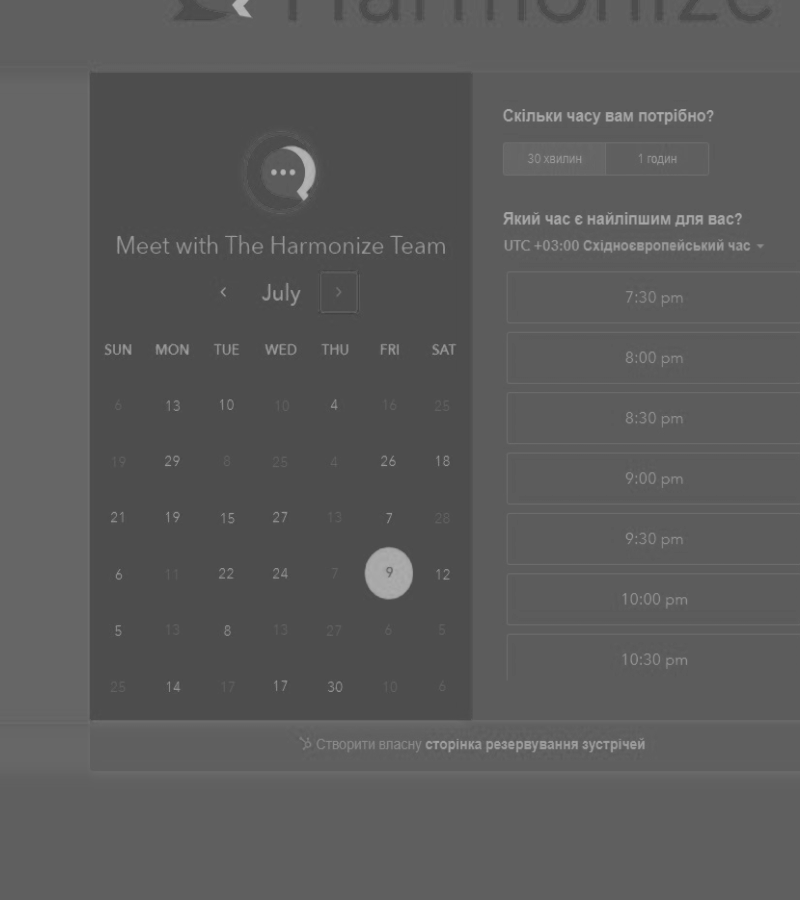 Harmonize
Meet with The Harmonize Team
July
SUN MON TUE WED THU FRI SAT
6 13 10 10 4 16 25
19 29 8 25 4 26 18
21 19 15 27 13 7 28
6 11 22 24 7 9 12
5 13 8 13 27 6 5
25 14 17 17 30 10 6
Скільки часу вам потрібно?
30 хвилин 1 годин
Який час є найліпшим для вас?
UTC +03:00 Східноєвропейський час
7:30 pm
8:00 pm
8:30 pm
9:00 pm
9:30 pm
10:00 pm
10:30 pm
Створити власну сторінка резервування зустрічей